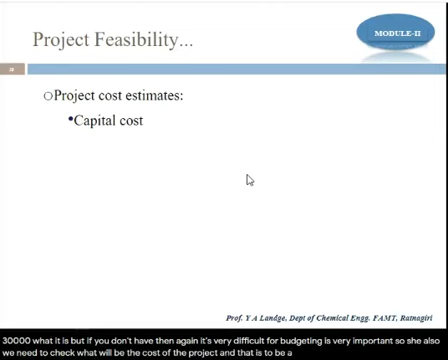 Project Feasibility...
MODULE-II
Project cost estimates:
Capital cost
Prof. Y A Landge, Dept of Chemical Engg. FAMT, Ratnagiri
30000 what it is but if you don't have then again it's very difficult for budgeting is very important so she also
we need to check what will be the cost of the project and that is to be a